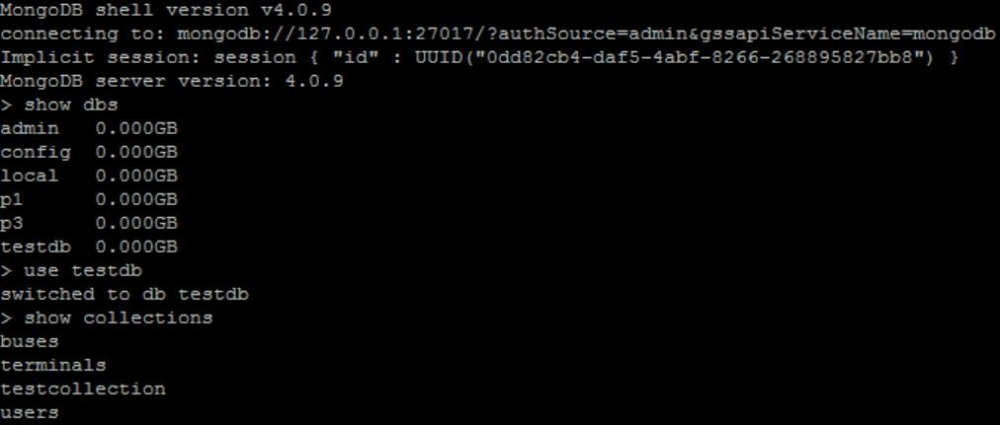 MongoDB shell version v4.0.9
connecting to: mongodb://127.0.0.1:27017/?authSource=admin&gssapiServiceName=mongodb
Implicit session: session { "id" : UUID("0dd82cb4-daf5-4abf-8266-268895827bb8") }
MongoDB server version: 4.0.9
> show dbs
admin   0.000GB
config  0.000GB
local   0.000GB
p1      0.000GB
p3      0.000GB
testdb  0.000GB
> use testdb
switched to db testdb
> show collections
buses
terminals
testcollection
users